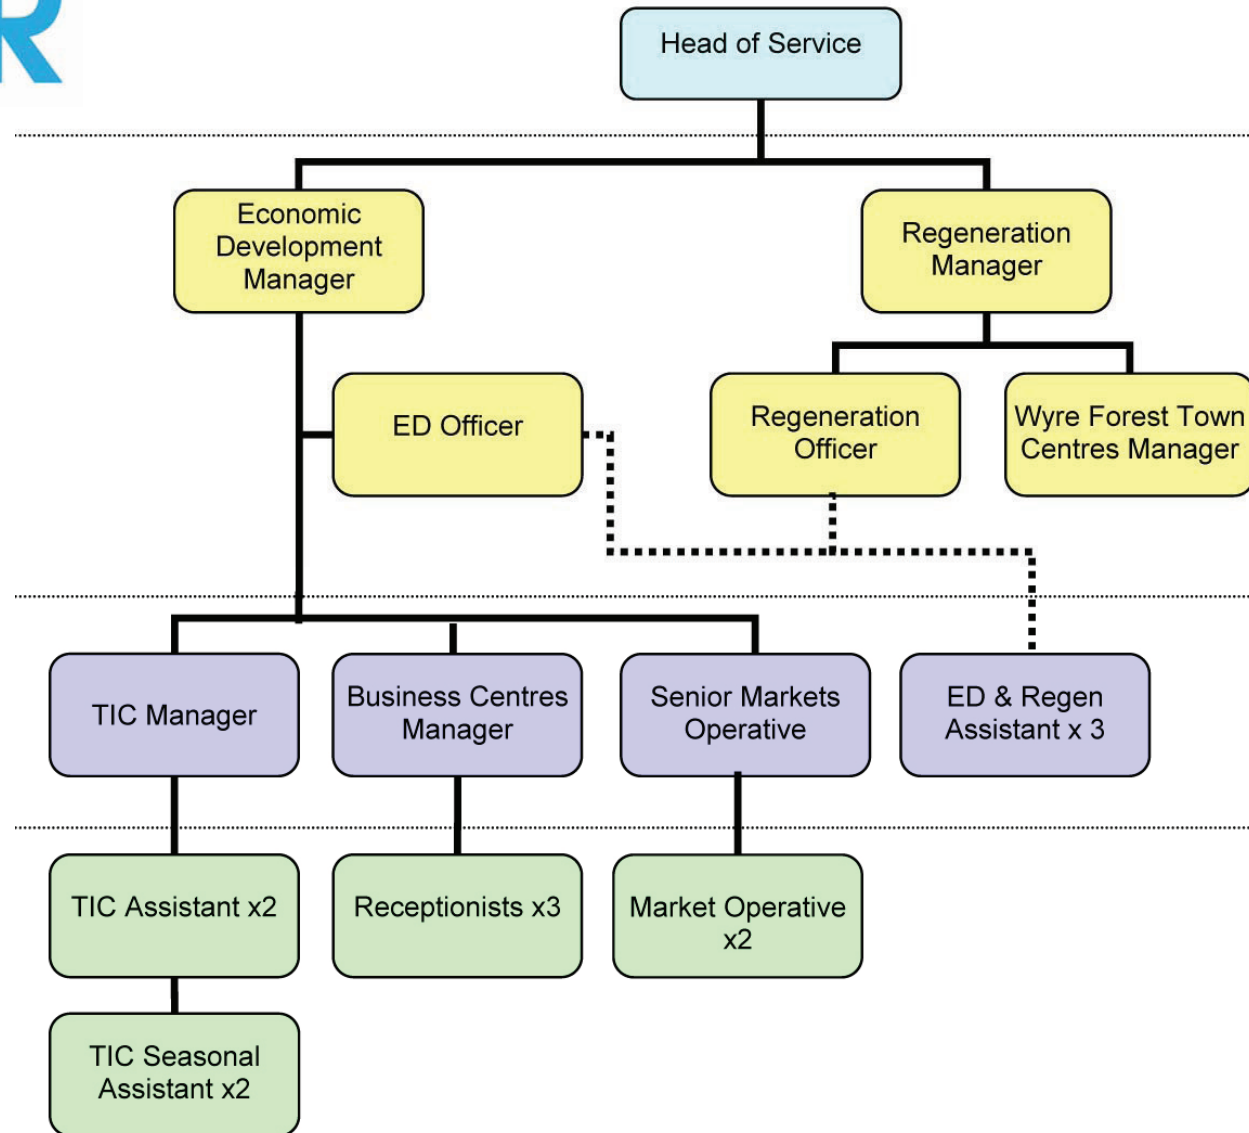 R
Head of Service
Economic
Development
Manager
Regeneration
Manager
ED Officer
Regeneration
Officer
Wyre Forest Town
Centres Manager
TIC Manager
Business Centres
Manager
Senior Markets
Operative
ED & Regen
Assistant x 3
TIC Assistant x2
Receptionists x3
Market Operative
x2
TIC Seasonal
Assistant x2